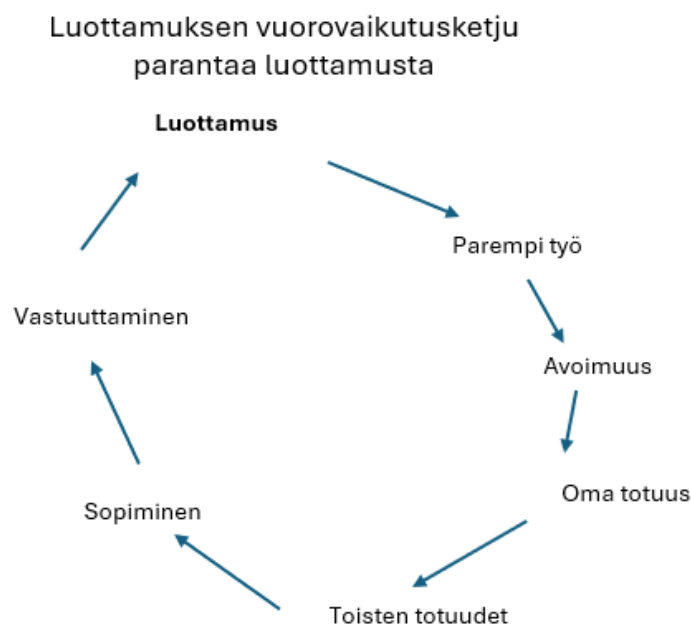 Luottamuksen vuorovaikutusketju
parantaa luottamusta
Luottamus
Parempi työ
Avoimuus
Oma totuus
Toisten totuudet
Sopiminen
Vastuuttaminen